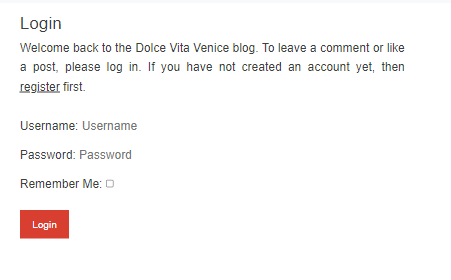 Login
Welcome back to the Dolce Vita Venice blog. To leave a comment or like
a post, please log in. If you have not created an account yet, then
register first.
Username: Username
Password: Password
Remember Me:
Login